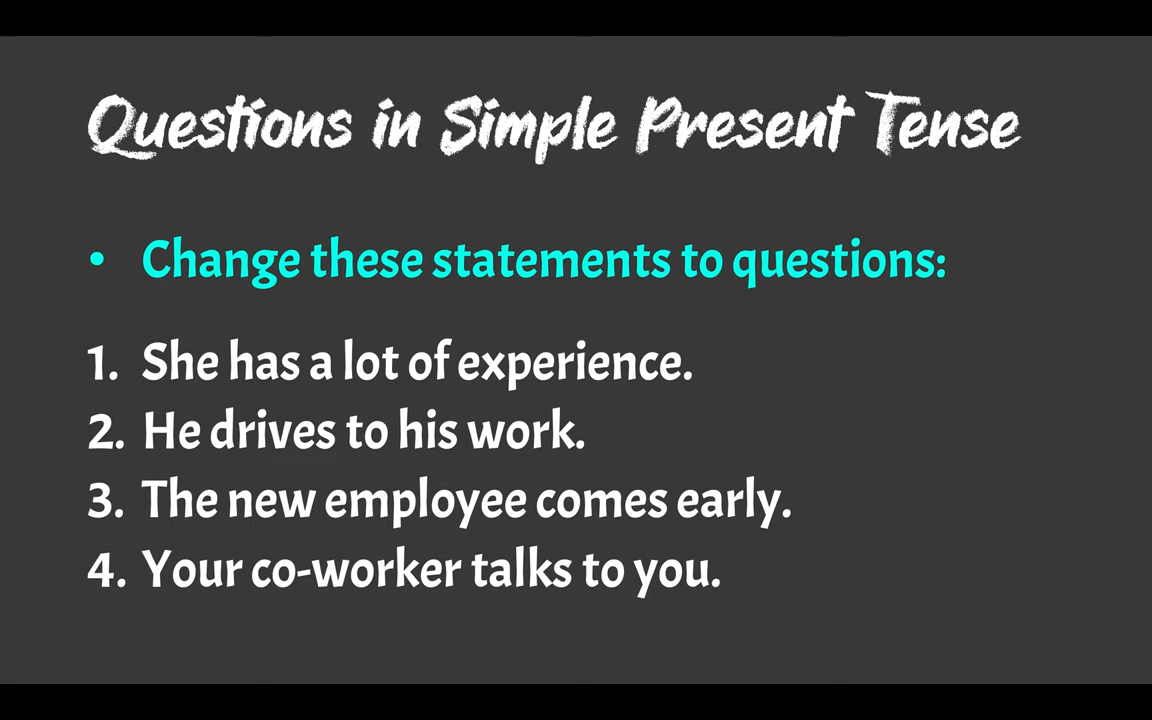 Questions in Simple Present Tense
• Change these statements to questions:
1. She has a lot of experience.
2. He drives to his work.
3. The new employee comes early.
4. Your co-worker talks to you.